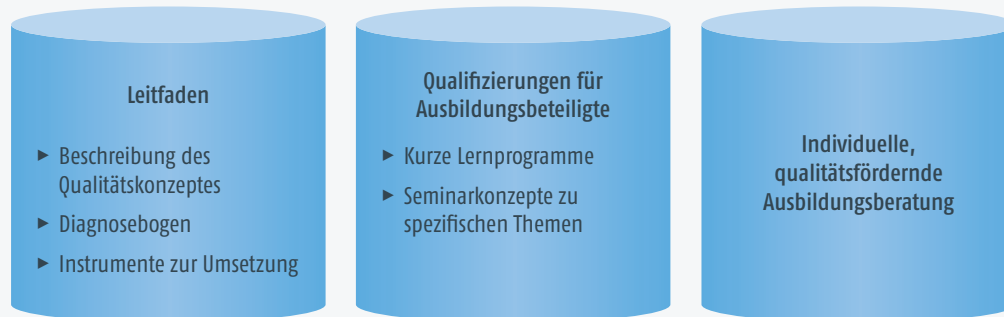 Leitfaden
► Beschreibung des
Qualitätskonzeptes
► Diagnosebogen
► Instrumente zur Umsetzung
Qualifizierungen für
Ausbildungsbeteiligte
► Kurze Lernprogramme
► Seminarkonzepte zu
spezifischen Themen
Individuelle,
qualitätsfördernde
Ausbildungsberatung